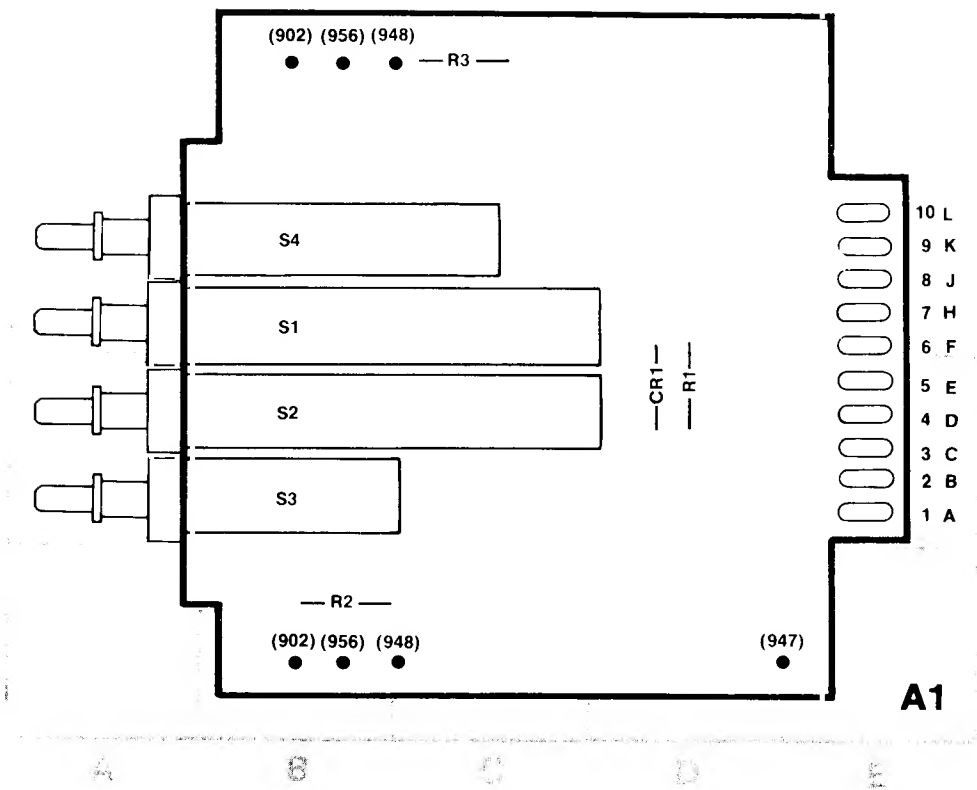 (902) (956) (948)
— R3 —
10 L
S4
9 K
8 J
S1
7 H
6 F
CR1
R1
5 E
S2
4 D
3 C
S3
2 B
1 A
— R2 —
(902) (956) (948)
(947)
A1
A B C D E